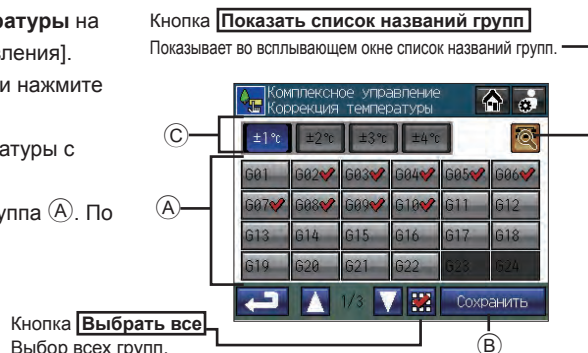 ратуры на
вления].
и нажмите
атуры с
уппа Ⓐ. По
Кнопка Показать список названий групп
Показывает во всплывающем окне список названий групп.
Комплексное управление
Коррекция температуры
Ⓒ
±1°c ±2°c ±3°c ±4°c
Ⓐ
G01 G02 G03 G04 G05 G06
G07 G08 G09 G10 G11 G12
G13 G14 G15 G16 G17 G18
G19 G20 G21 G22 G23 G24
1/3 Сохранить
Кнопка Выбрать все
Выбор всех групп.
Ⓑ